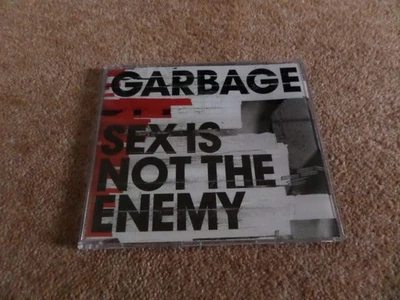 GARBAGE
SEX IS
NOT THE
ENEMY